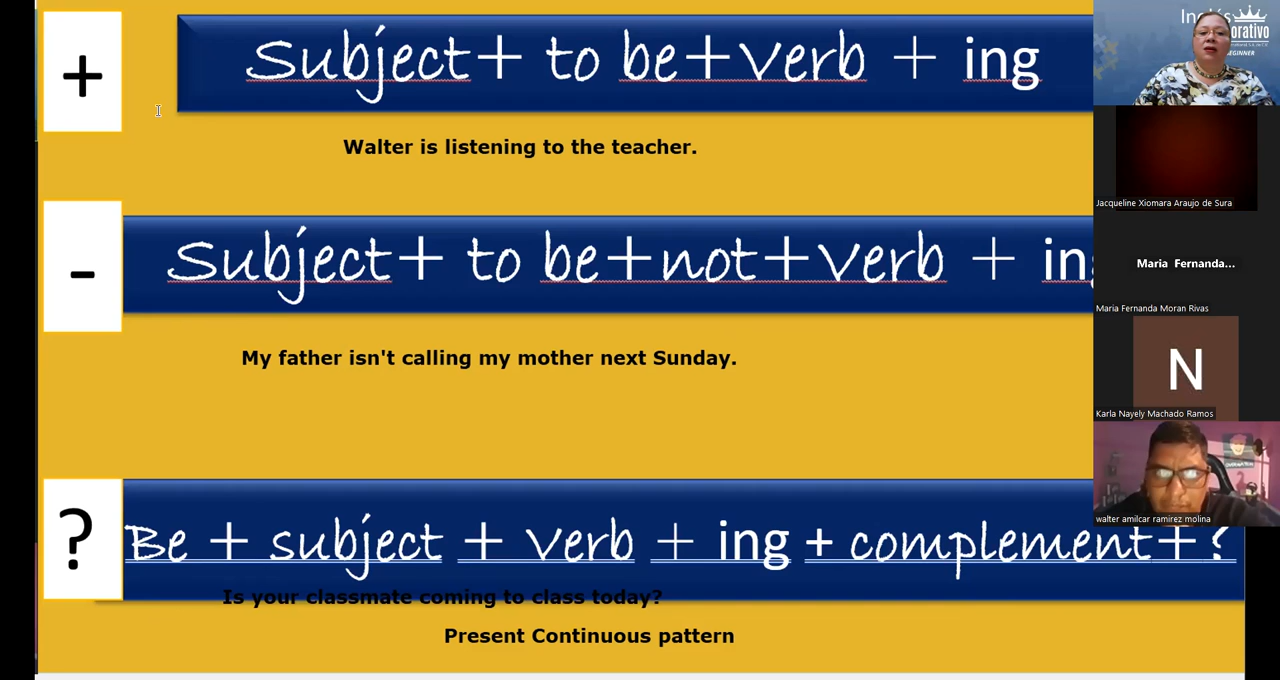 +
Subject+ to be+Verb + ing
Walter is listening to the teacher.
-
Subject+ to be+not+Verb + in
My father isn't calling my mother next Sunday.
?
Be + subject + verb + ing + complement+ ?
Is your classmate coming to class today?
Present Continuous pattern
orativo
BEGINNER
Jacqueline Xiomara Araujo de Sura
Maria Fernanda...
Maria Fernanda Moran Rivas
N
Karla Nayely Machado Ramos
walter amilcar ramirez molina